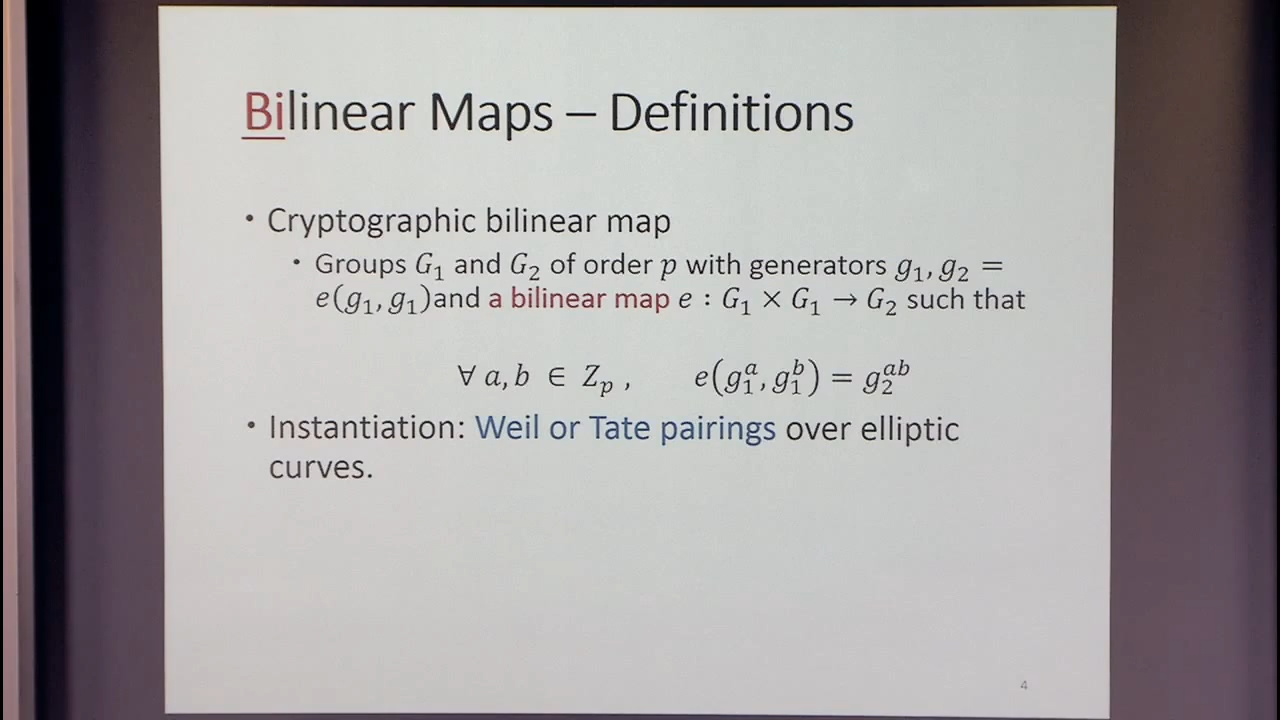 Bilinear Maps – Definitions
• Cryptographic bilinear map
• Groups G₁ and G₂ of order p with generators g₁, g₂ =
e(g₁, g₁)and a bilinear map e : G₁ × G₁ → G₂ such that
∀ a, b ∈ Zₚ , e(g₁ᵃ, g₁ᵇ) = g₂ᵃᵇ
• Instantiation: Weil or Tate pairings over elliptic
curves.
4